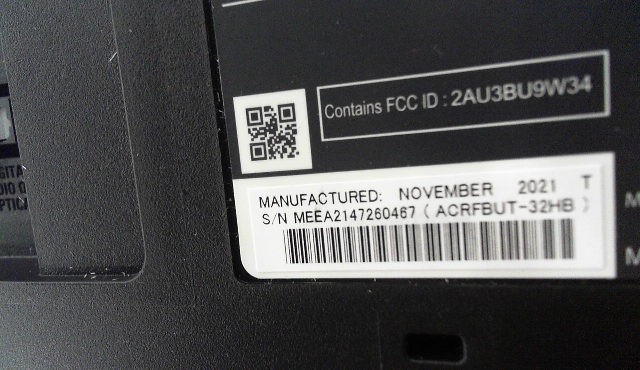 Contains FCC ID : 2AU3BU9W34
MANUFACTURED: NOVEMBER 2021 T
S/N MEEA2147260467 ( ACRFBUT-32HB )